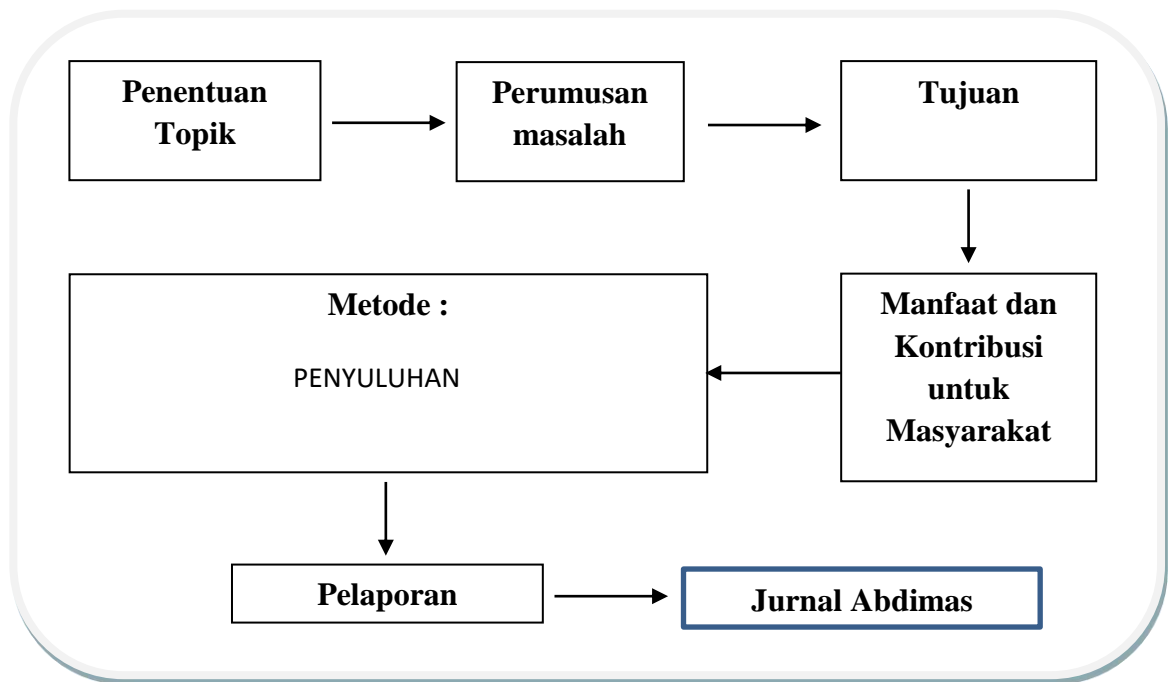 Penentuan
Topik
Perumusan
masalah
Tujuan
Metode :
PENYULUHAN
Manfaat dan
Kontribusi
untuk
Masyarakat
Pelaporan
Jurnal Abdimas